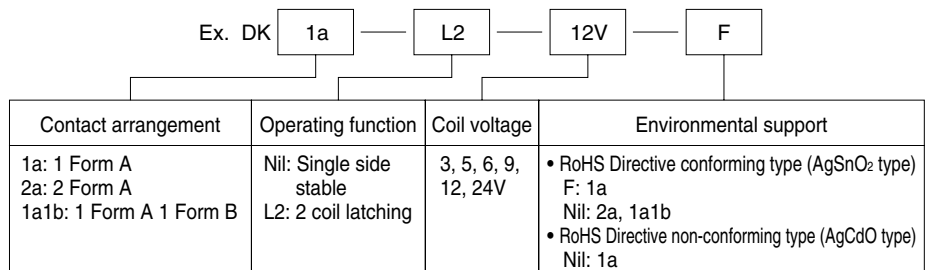 Ex. DK 1a L2 12V F
Contact arrangement Operating function Coil voltage Environmental support
1a: 1 Form A
2a: 2 Form A
1a1b: 1 Form A 1 Form B
Nil: Single side
stable
L2: 2 coil latching
3, 5, 6, 9,
12, 24V
• RoHS Directive conforming type (AgSnO₂ type)
F: 1a
Nil: 2a, 1a1b
• RoHS Directive non-conforming type (AgCdO type)
Nil: 1a